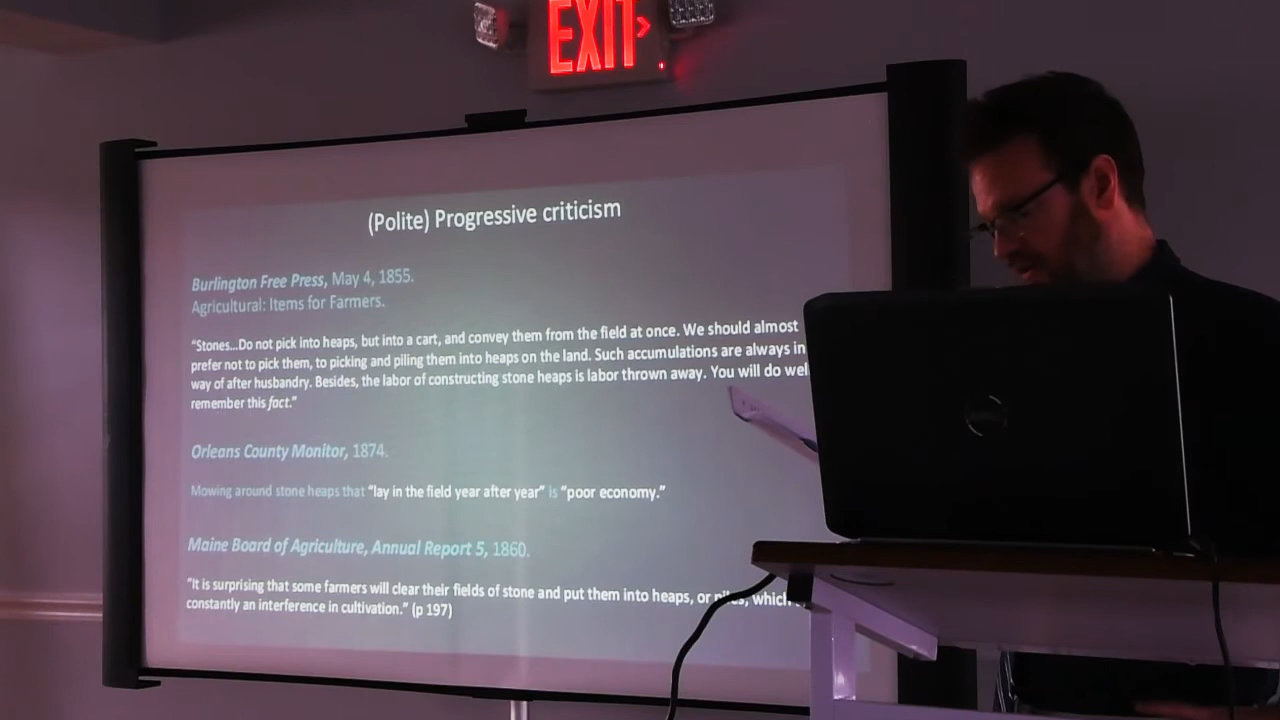 EXIT
(Polite) Progressive criticism
Burlington Free Press, May 4, 1855.
Agricultural: Items for Farmers.
"Stones...Do not pick into heaps, but into a cart, and convey them from the field at once. We should almost
prefer not to pick them, to picking and piling them into heaps on the land. Such accumulations are always in
way of after husbandry. Besides, the labor of constructing stone heaps is labor thrown away. You will do wel
remember this fact."
Orleans County Monitor, 1874.
Mowing around stone heaps that "lay in the field year after year" is "poor economy."
Maine Board of Agriculture, Annual Report 5, 1860.
"It is surprising that some farmers will clear their fields of stone and put them into heaps, or piles, which
constantly an interference in cultivation." (p 197)